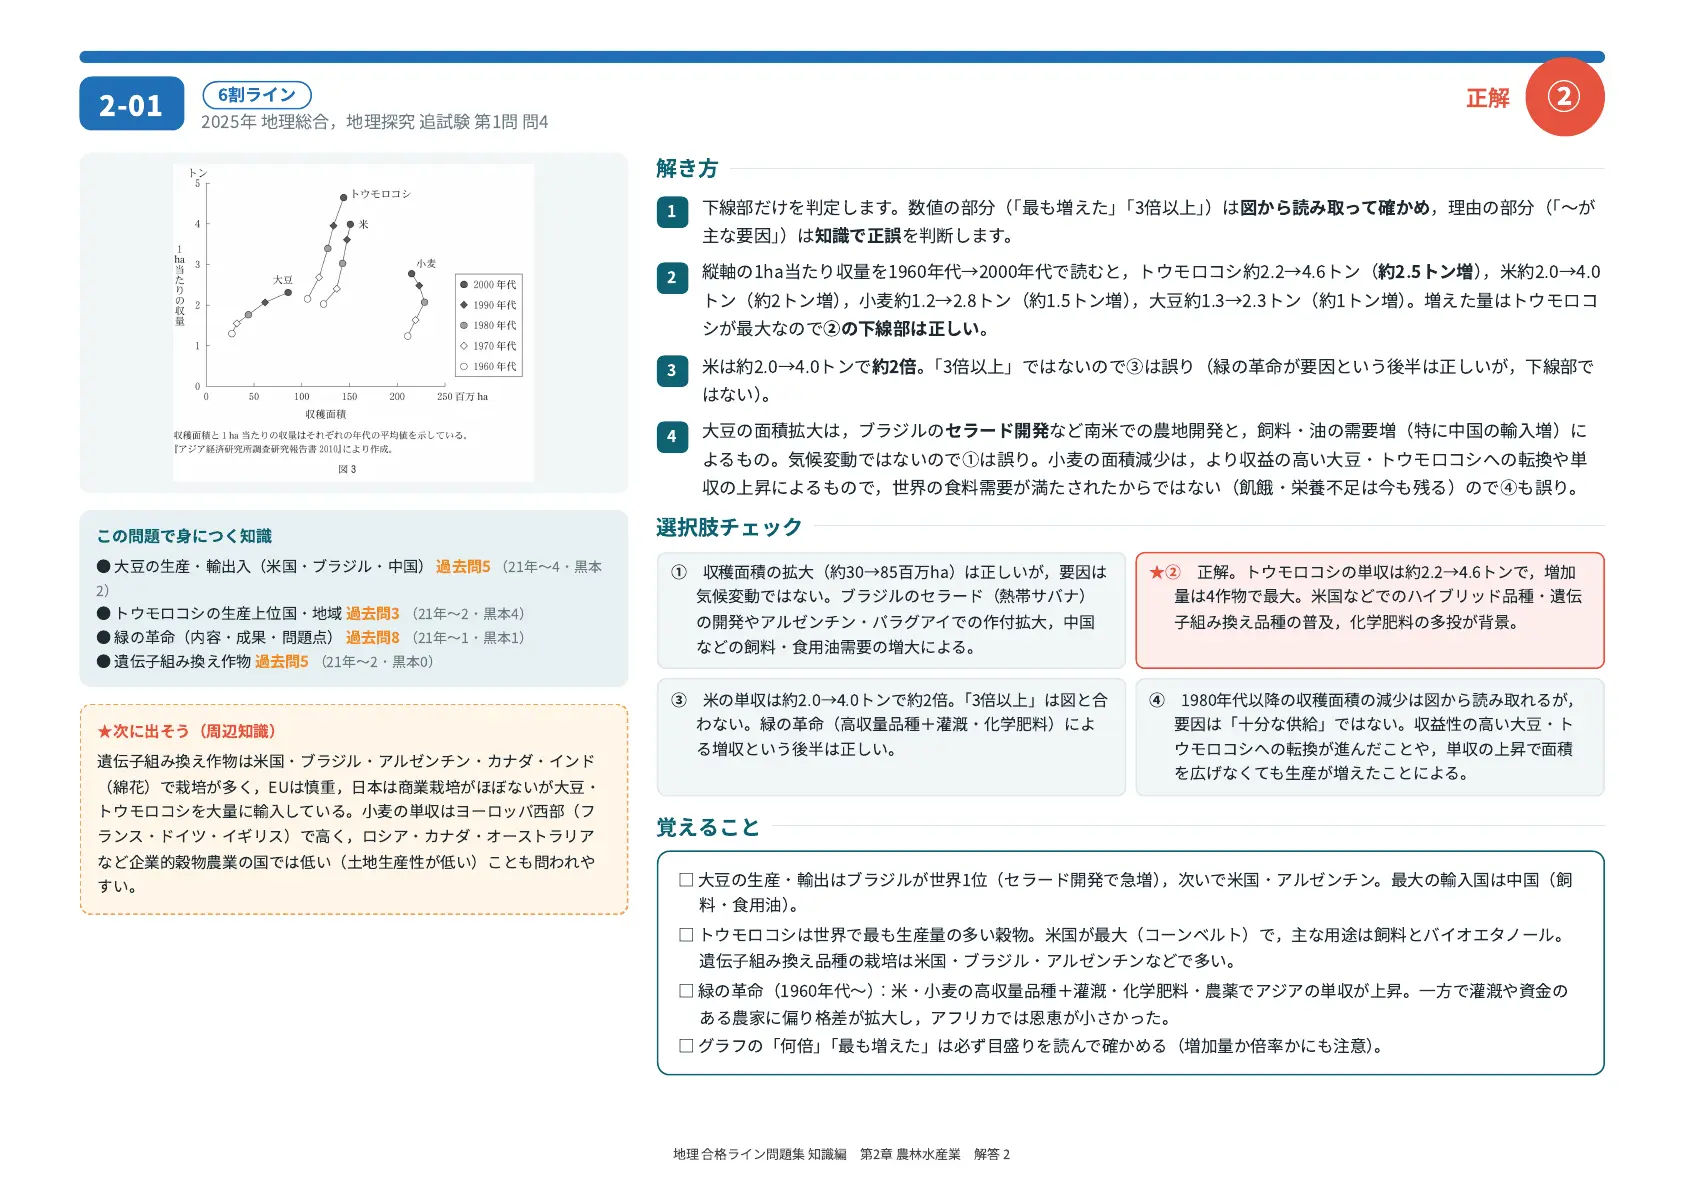 2-01
6割ライン
2025年 地理総合，地理探究 追試験 第1問 問4
正解
②
トン
5
4
3
2
1
0
1
ha
当たりの収量
トウモロコシ
米
小麦
大豆
2000 年代
1990 年代
1980 年代
1970 年代
1960 年代
0
50
100
150
200
250 百万 ha
収穫面積
収穫面積と 1 ha 当たりの収量はそれぞれの年代の平均値を示している。
『アジア経済研究所調査研究報告書 2010』により作成。
図 3
この問題で身につく知識
● 大豆の生産・輸出入（米国・ブラジル・中国） 過去問5 （21年～4・黒本
2）
● トウモロコシの生産上位国・地域 過去問3 （21年～2・黒本4）
● 緑の革命（内容・成果・問題点） 過去問8 （21年～1・黒本1）
● 遺伝子組み換え作物 過去問5 （21年～2・黒本0）
★次に出そう（周辺知識）
遺伝子組み換え作物は米国・ブラジル・アルゼンチン・カナダ・インド
（綿花）で栽培が多く，EUは慎重，日本は商業栽培がほぼないが大豆・
トウモロコシを大量に輸入している。小麦の単収はヨーロッパ西部（フ
ランス・ドイツ・イギリス）で高く，ロシア・カナダ・オーストラリア
など企業的穀物農業の国では低い（土地生産性が低い）ことも問われや
すい。
解き方
1 下線部だけを判定します。数値の部分（「最も増えた」「3倍以上」）は図から読み取って確かめ，理由の部分（「～が
主な要因」）は知識で正誤を判断します。
2 縦軸の1ha当たり収量を1960年代→2000年代で読むと，トウモロコシ約2.2→4.6トン（約2.5トン増），米約2.0→4.0
トン（約2トン増），小麦約1.2→2.8トン（約1.5トン増），大豆約1.3→2.3トン（約1トン増）。増えた量はトウモロコ
シが最大なので②の下線部は正しい。
3 米は約2.0→4.0トンで約2倍。「3倍以上」ではないので③は誤り（緑の革命が要因という後半は正しいが，下線部で
はない）。
4 大豆の面積拡大は，ブラジルのセラード開発など南米での農地開発と，飼料・油の需要増（特に中国の輸入増）に
よるもの。気候変動ではないので①は誤り。小麦の面積減少は，より収益の高い大豆・トウモロコシへの転換や単
収の上昇によるもので，世界の食料需要が満たされたからではない（飢餓・栄養不足は今も残る）ので④も誤り。
選択肢チェック
① 収穫面積の拡大（約30→85百万ha）は正しいが，要因は
気候変動ではない。ブラジルのセラード（熱帯サバナ）
の開発やアルゼンチン・パラグアイでの作付拡大，中国
などの飼料・食用油需要の増大による。
★② 正解。トウモロコシの単収は約2.2→4.6トンで，増加
量は4作物で最大。米国などでのハイブリッド品種・遺伝
子組み換え品種の普及，化学肥料の多投が背景。
③ 米の単収は約2.0→4.0トンで約2倍。「3倍以上」は図と合
わない。緑の革命（高収量品種＋灌漑・化学肥料）によ
る増収という後半は正しい。
④ 1980年代以降の収穫面積の減少は図から読み取れるが，
要因は「十分な供給」ではない。収益性の高い大豆・ト
ウモロコシへの転換が進んだことや，単収の上昇で面積
を広げなくても生産が増えたことによる。
覚えること
□ 大豆の生産・輸出はブラジルが世界1位（セラード開発で急増），次いで米国・アルゼンチン。最大の輸入国は中国（飼
料・食用油）。
□ トウモロコシは世界で最も生産量の多い穀物。米国が最大（コーンベルト）で，主な用途は飼料とバイオエタノール。
遺伝子組み換え品種の栽培は米国・ブラジル・アルゼンチンなどで多い。
□ 緑の革命（1960年代～）：米・小麦の高収量品種＋灌漑・化学肥料・農薬でアジアの単収が上昇。一方で灌漑や資金の
ある農家に偏り格差が拡大し，アフリカでは恩恵が小さかった。
□ グラフの「何倍」「最も増えた」は必ず目盛りを読んで確かめる（増加量か倍率かにも注意）。
地理 合格ライン問題集 知識編 第2章 農林水産業 解答 2